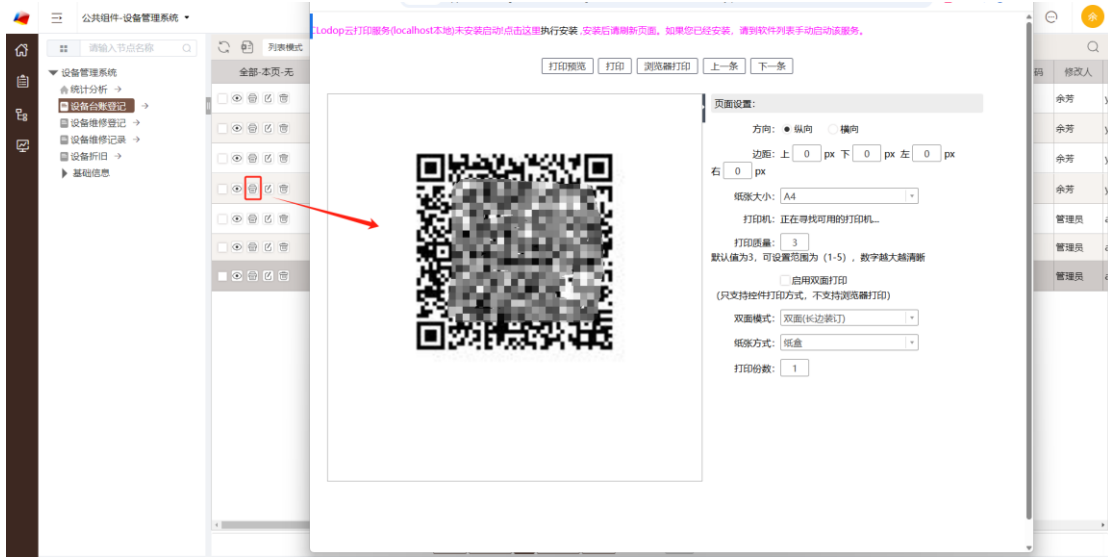 公共组件-设备管理系统
请输入节点名称
设备管理系统
统计分析
设备台账登记
设备维修登记
设备维修记录
设备折旧
基础信息
列表模式
全部-本页-无
CLodop云打印服务(localhost本地)未安装启动!点击这里执行安装,安装后请刷新页面。如果您已经安装，请到软件列表手动启动该服务。
打印预览 打印 浏览器打印 上一条 下一条
页面设置:
方向: 纵向 横向
边距: 上 0 px 下 0 px 左 0 px
右 0 px
纸张大小: A4
打印机: 正在寻找可用的打印机...
打印质量: 3
默认值为3，可设置范围为（1-5），数字越大越清晰
启用双面打印
(只支持控件打印方式，不支持浏览器打印)
双面模式: 双面(长边装订)
纸张方式: 纸盒
打印份数: 1
码 修改人
余芳
余芳
余芳
余芳
管理员
管理员
管理员
余